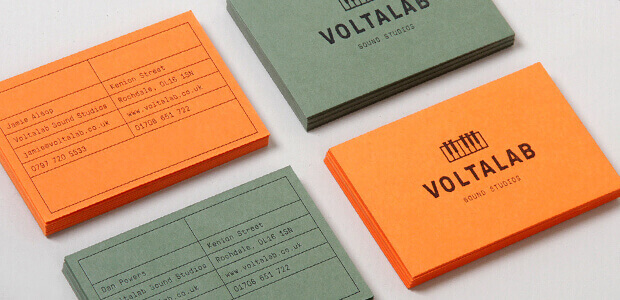 Jamie Alsop
Voltalab Sound Studios
jamie@voltalab.co.uk
0797 720 5539
Kenion Street
Rochdale, OL16 1SN
www.voltalab.co.uk
01706 651 722
VOLTALAB
SOUND STUDIOS
VOLTALAB
SOUND STUDIOS
Dan Powers
Voltalab Sound Studios
Kenion Street
Rochdale, OL16 1SN
www.voltalab.co.uk
01706 651 722